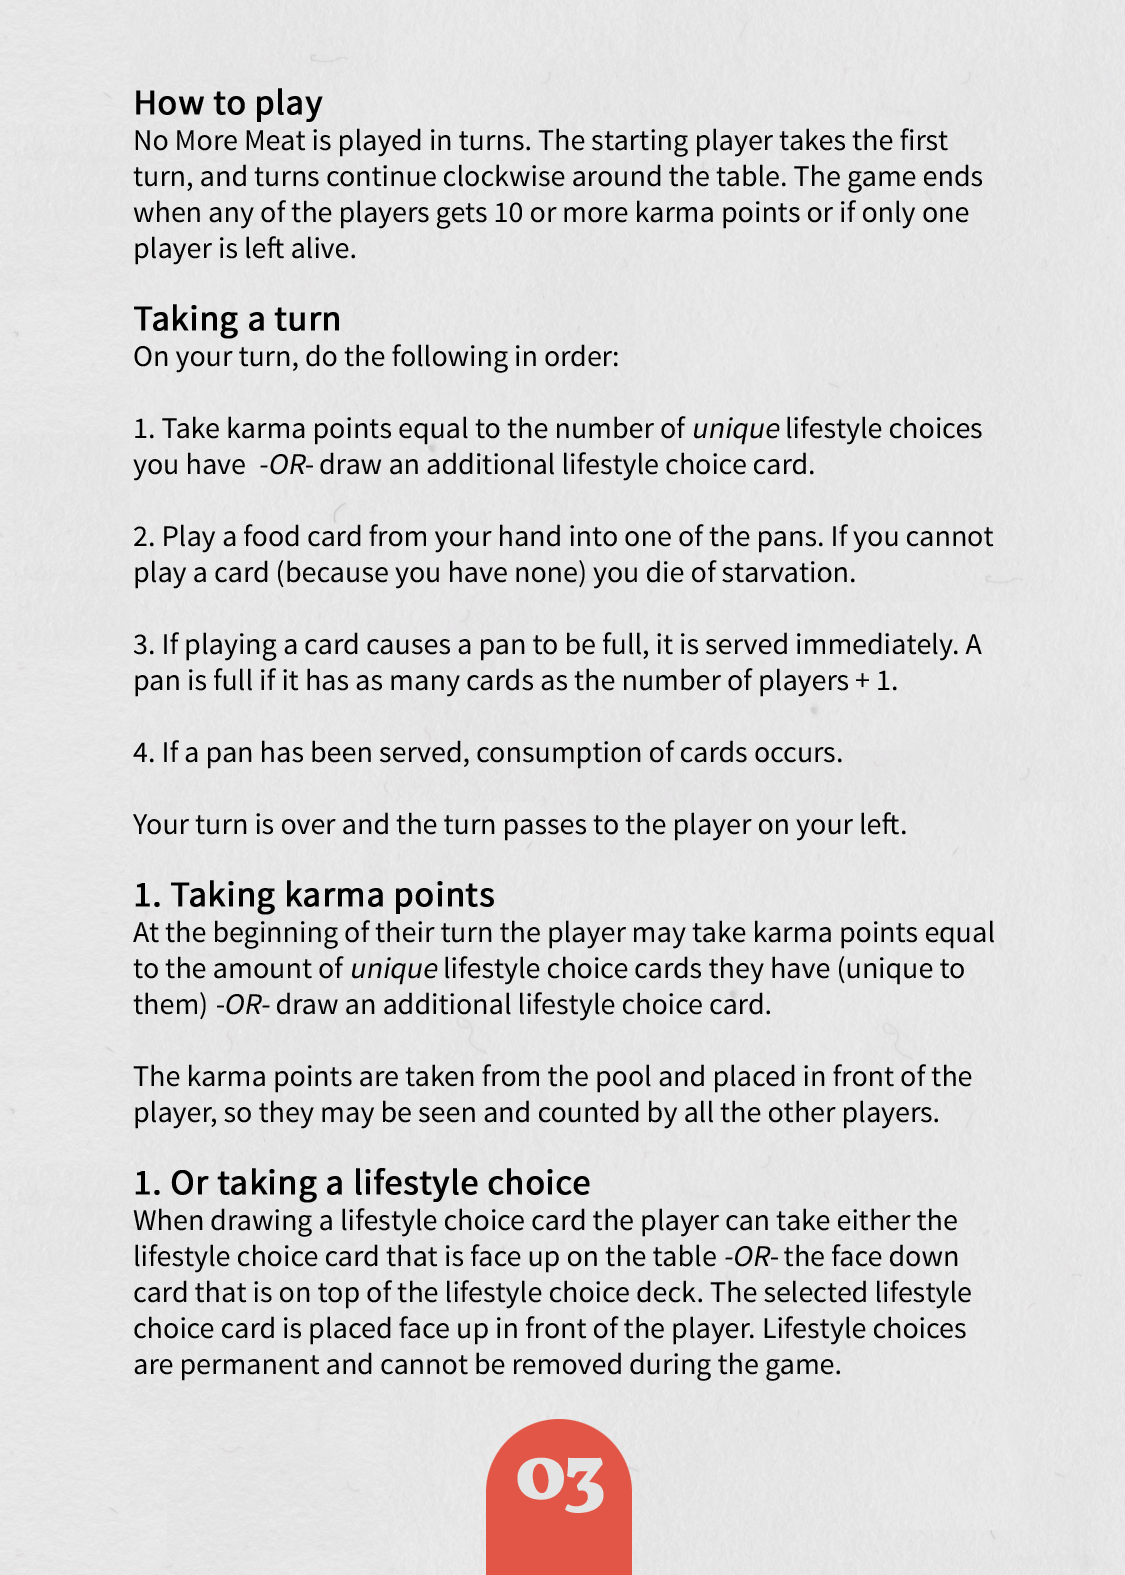 How to play
No More Meat is played in turns. The starting player takes the first
turn, and turns continue clockwise around the table. The game ends
when any of the players gets 10 or more karma points or if only one
player is left alive.
Taking a turn
On your turn, do the following in order:
1. Take karma points equal to the number of unique lifestyle choices
you have -OR- draw an additional lifestyle choice card.
2. Play a food card from your hand into one of the pans. If you cannot
play a card (because you have none) you die of starvation.
3. If playing a card causes a pan to be full, it is served immediately. A
pan is full if it has as many cards as the number of players + 1.
4. If a pan has been served, consumption of cards occurs.
Your turn is over and the turn passes to the player on your left.
1. Taking karma points
At the beginning of their turn the player may take karma points equal
to the amount of unique lifestyle choice cards they have (unique to
them) -OR- draw an additional lifestyle choice card.
The karma points are taken from the pool and placed in front of the
player, so they may be seen and counted by all the other players.
1. Or taking a lifestyle choice
When drawing a lifestyle choice card the player can take either the
lifestyle choice card that is face up on the table -OR- the face down
card that is on top of the lifestyle choice deck. The selected lifestyle
choice card is placed face up in front of the player. Lifestyle choices
are permanent and cannot be removed during the game.
03